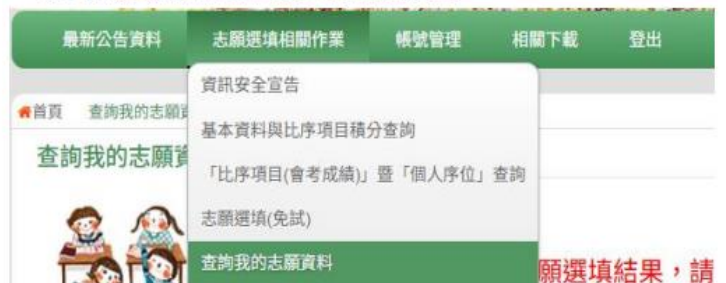 最新公告資料 志願選填相關作業 帳號管理 相關下載 登出
資訊安全宣告
首頁 查詢我的志願資
基本資料與比序項目積分查詢
查詢我的志願資
「比序項目(會考成績)」暨「個人序位」查詢
志願選填(免試)
查詢我的志願資料
願選填結果，請